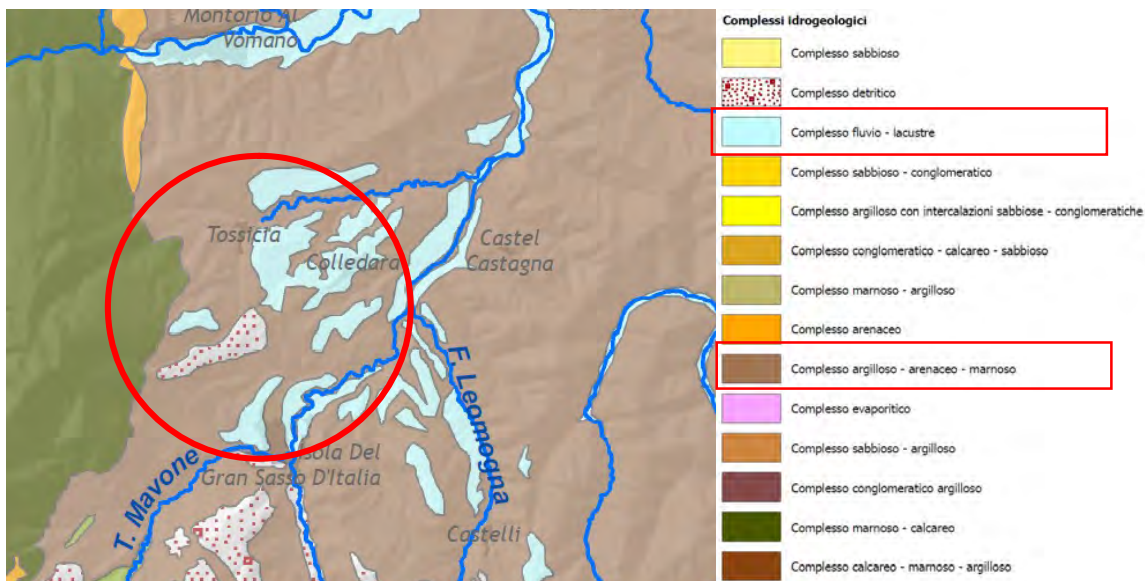 Montorio Al
Vomano
Tossicia
Colledara
Castel
Castagna
F. Leomogna
T. Mavone
Isola Del
Gran Sasso D'Italia
Castelli
Complessi idrogeologici
Complesso sabbioso
Complesso detritico
Complesso fluvio - lacustre
Complesso sabbioso - conglomeratico
Complesso argilloso con intercalazioni sabbiose - conglomeratiche
Complesso conglomeratico - calcareo - sabbioso
Complesso marnoso - argilloso
Complesso arenaceo
Complesso argilloso - arenaceo - marnoso
Complesso evaporitico
Complesso sabbioso - argilloso
Complesso conglomeratico argilloso
Complesso marnoso - calcareo
Complesso calcareo - marnoso - argilloso